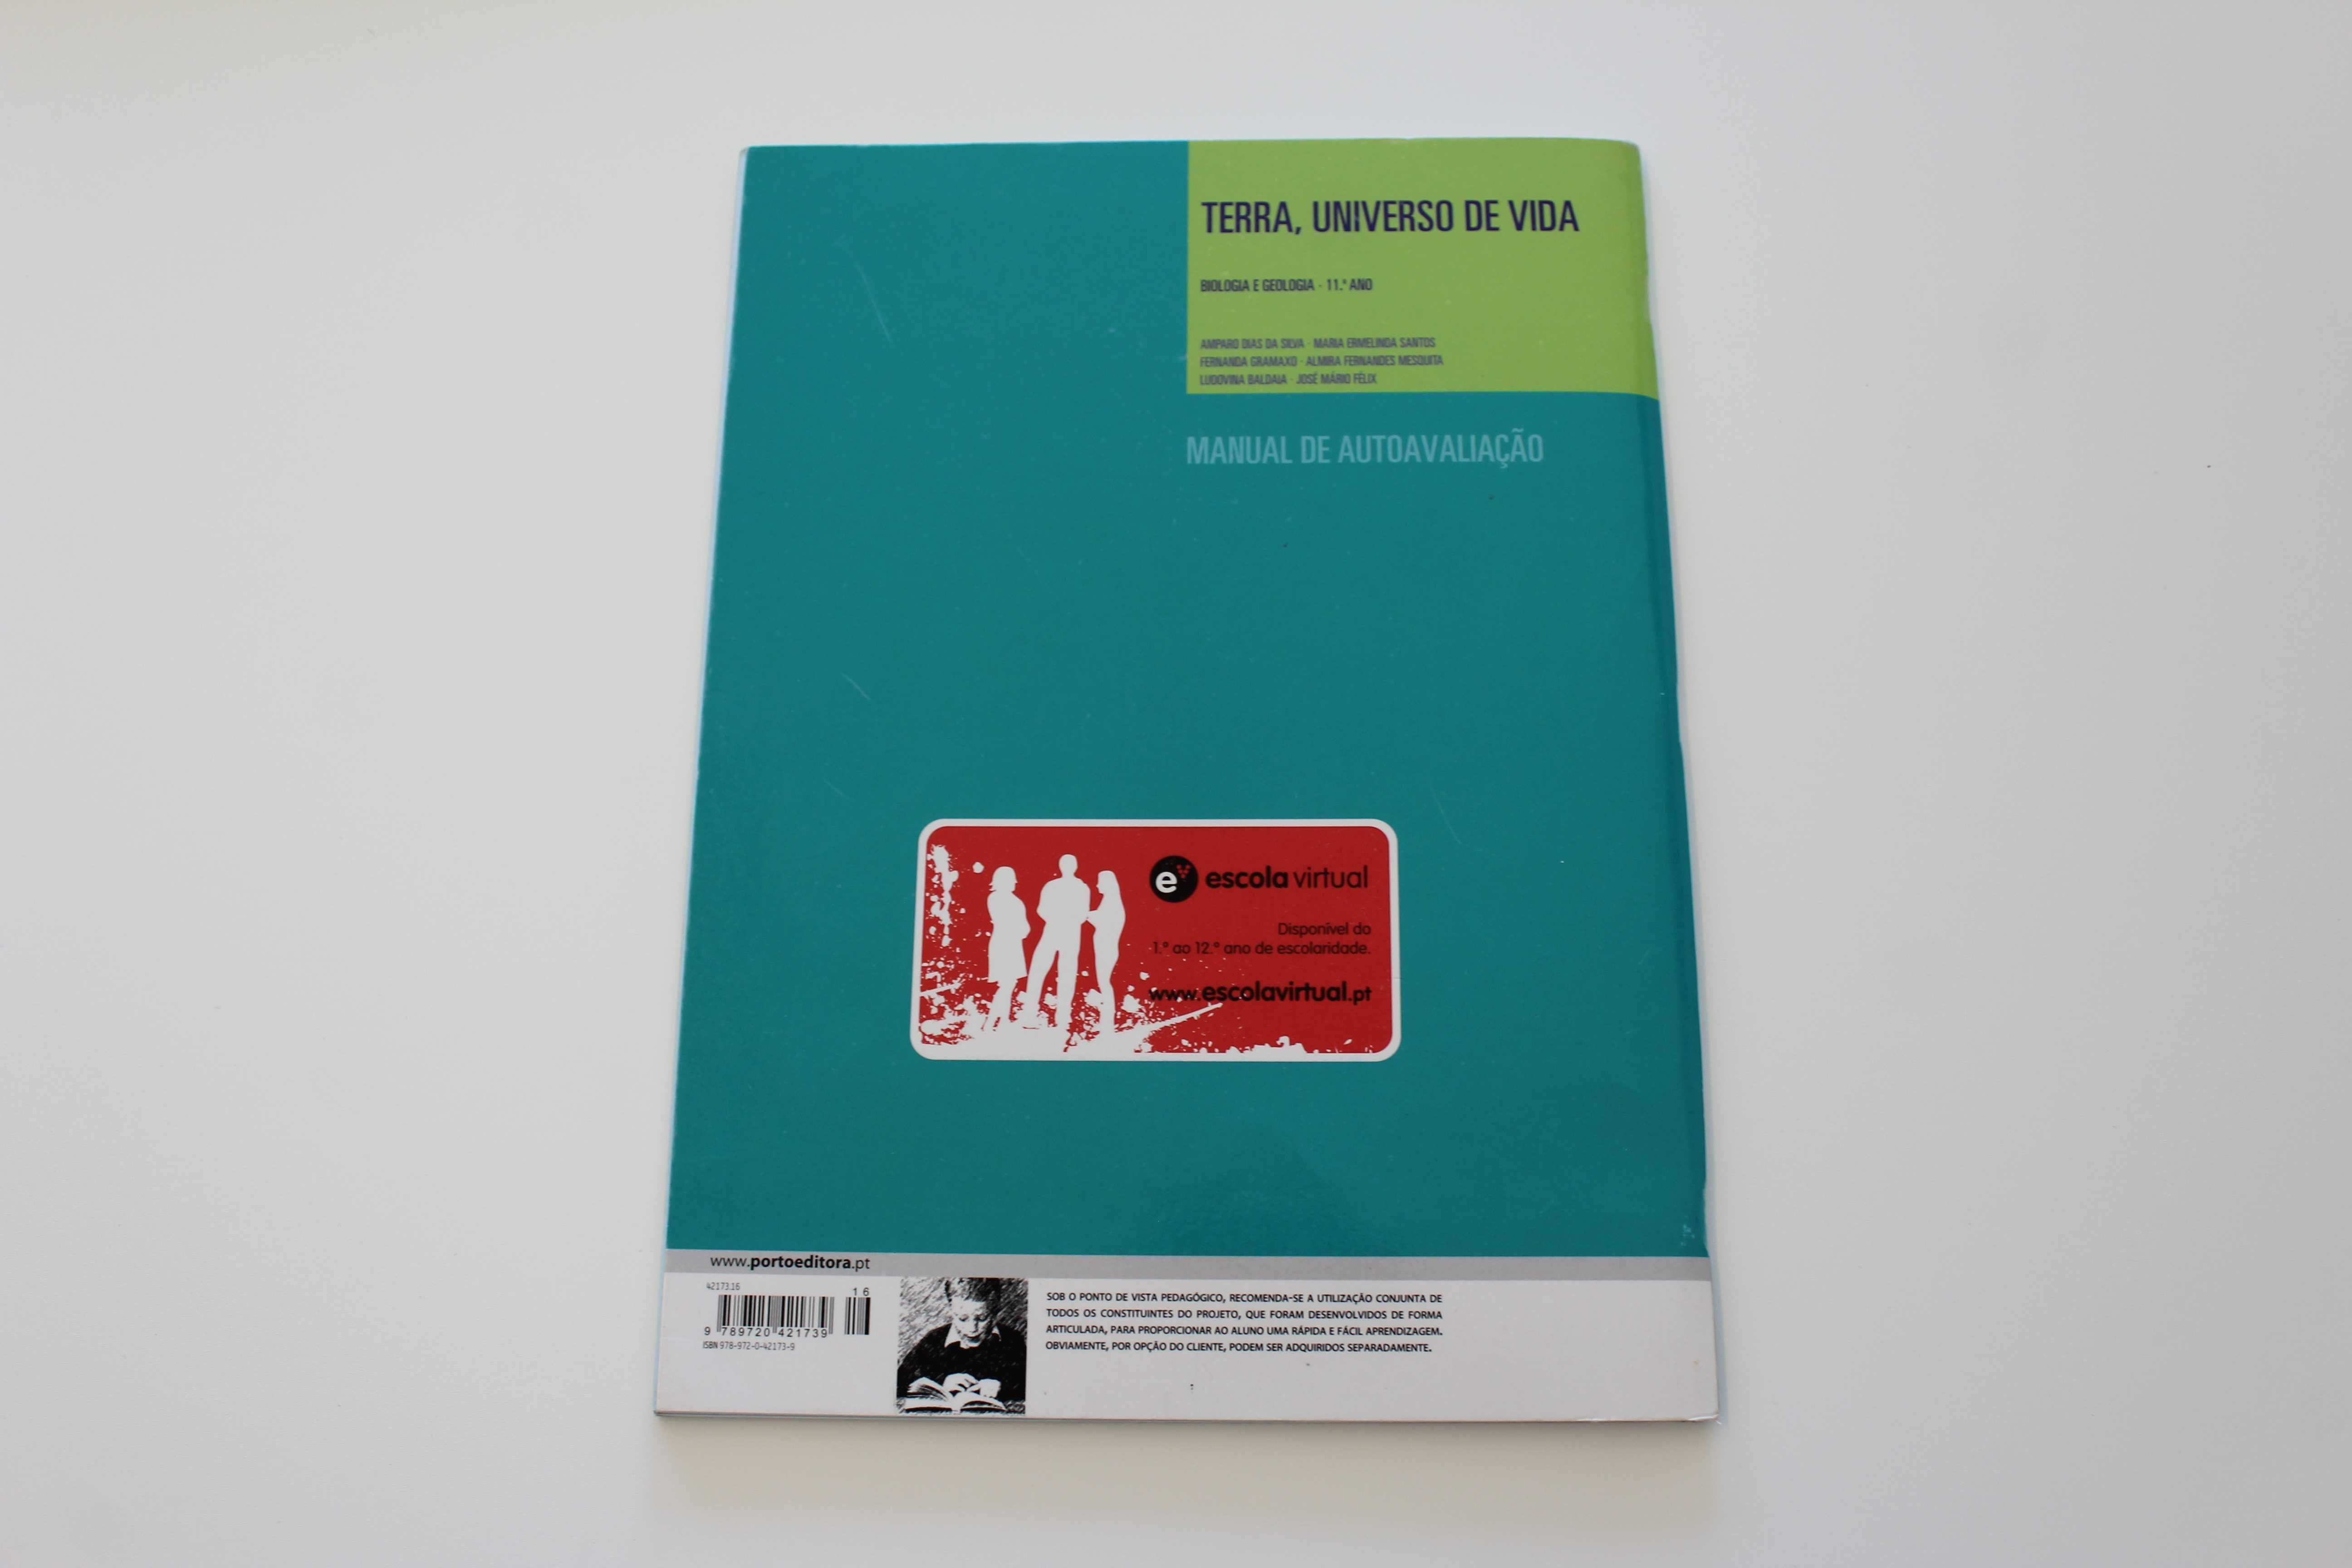 TERRA, UNIVERSO DE VIDA
BIOLOGIA E GEOLOGIA · 11.º ANO
AMPARO DIAS DA SILVA · MARIA ERMELINDA SANTOS
FERNANDA GRAMAXO · ALMIRA FERNANDES MESQUITA
LUDOVINA BALDAIA · JOSÉ MÁRIO FÉLIX
MANUAL DE AUTOAVALIAÇÃO
ev escola virtual
Disponível do
1.º ao 12.º ano de escolaridade.
www.escolavirtual.pt
www.portoeditora.pt
42173.16
16
9 789720 421739
ISBN 978-972-0-42173-9
SOB O PONTO DE VISTA PEDAGÓGICO, RECOMENDA-SE A UTILIZAÇÃO CONJUNTA DE
TODOS OS CONSTITUINTES DO PROJETO, QUE FORAM DESENVOLVIDOS DE FORMA
ARTICULADA, PARA PROPORCIONAR AO ALUNO UMA RÁPIDA E FÁCIL APRENDIZAGEM.
OBVIAMENTE, POR OPÇÃO DO CLIENTE, PODEM SER ADQUIRIDOS SEPARADAMENTE.